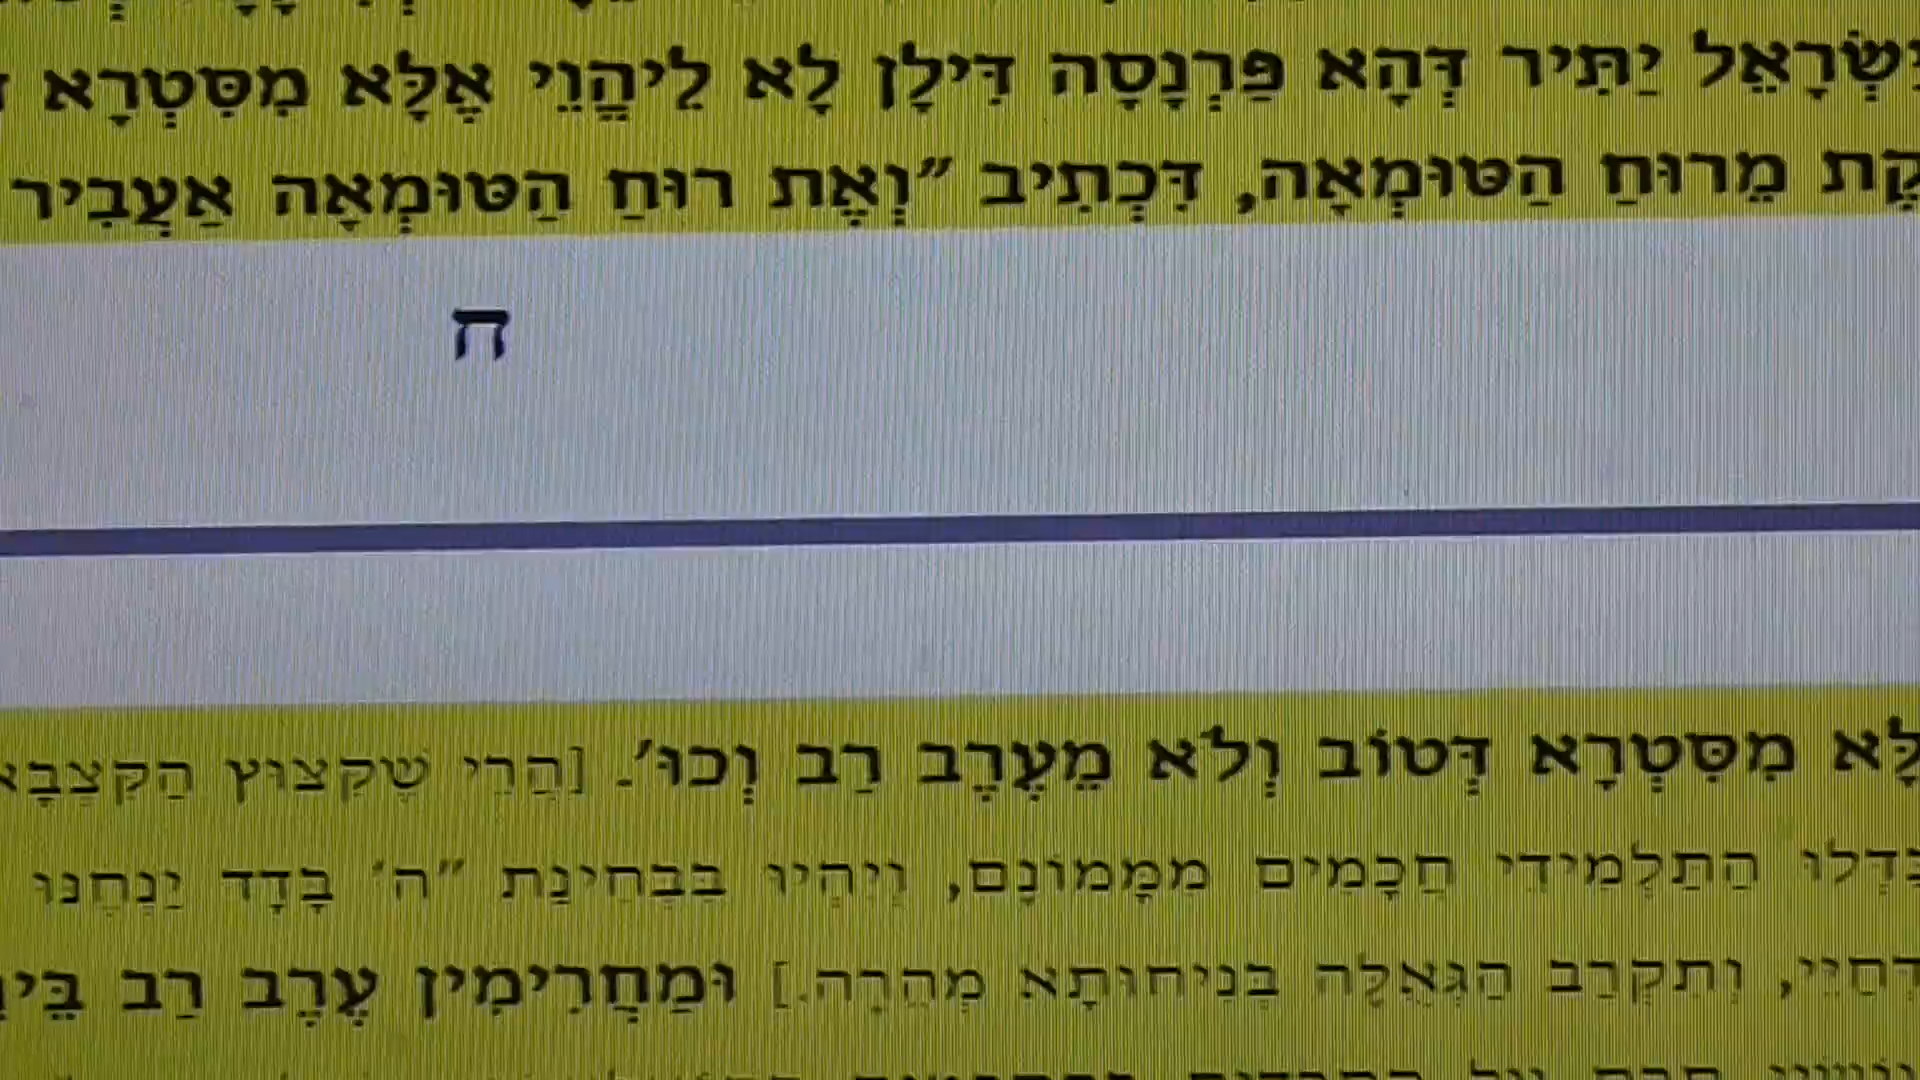 יִשְׂרָאֵל יַתִּיר דְּהָא פַּרְנָסָה דִּילָן לָא לֵיהֱוֵי אֶלָּא מִסִּטְרָא
מֵרוּחַ הַטּוּמְאָה, דִּכְתִיב ״וְאֶת רוּחַ הַטּוּמְאָה אַעֲבִיר
ה
מִסִּטְרָא דְּטוֹב וְלֹא מֵעֶרֶב רַב וְכוּ׳. [הֲרֵי שֶׁקִּצּוּץ
הַתַּלְמִידֵי חֲכָמִים מִמָּמוֹנָם, וְיִהְיוּ בִּבְחִינַת ״ה׳ בָּדָד יַנְחֶנּוּ
וְתִקְרַב הַגְּאֻלָּה בְּנִיחוּתָא מְהֵרָה.] וּמַחֲרִימִין עֶרֶב רַב